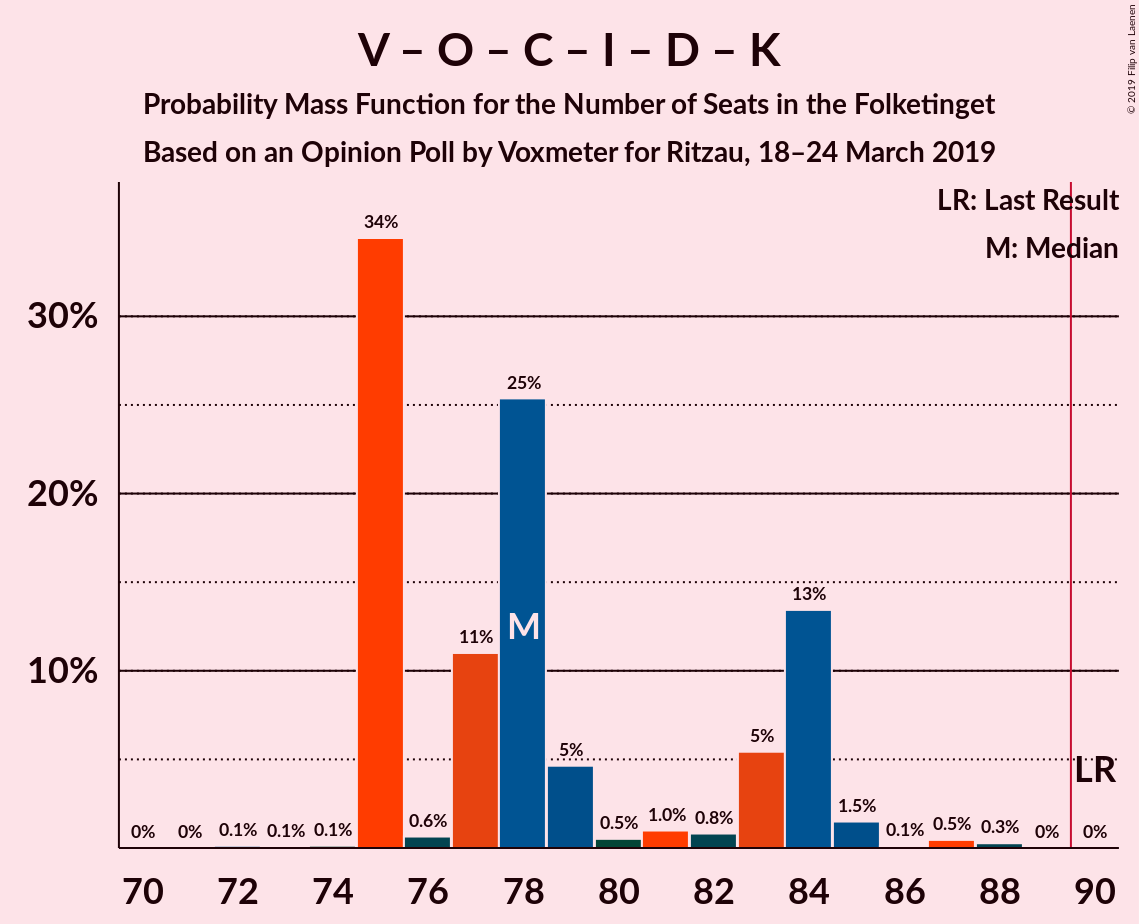 V – O – C – I – D – K
Probability Mass Function for the Number of Seats in the Folketinget
Based on an Opinion Poll by Voxmeter for Ritzau, 18–24 March 2019
© 2019 Filip van Laenen
LR: Last Result
M: Median
34%
30%
25%
20%
13%
11%
M
10%
5%
5%
LR
0% 0% 0.1% 0.1% 0.1% 0.6% 0.5% 1.0% 0.8% 1.5% 0.1% 0.5% 0.3% 0% 0%
70 72 74 76 78 80 82 84 86 88 90